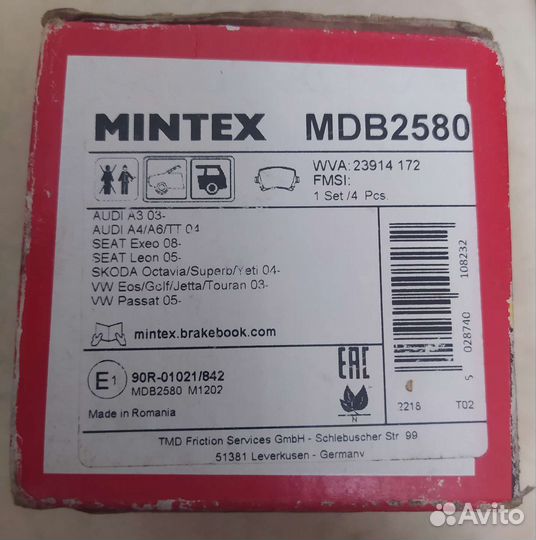 MINTEX MDB2580
WVA: 23914 172
FMSI:
1 Set /4 Pcs.
AUDI A3 03-
AUDI A4/A6/TT 04
SEAT Exeo 08-
SEAT Leon 05-
SKODA Octavia/Superb/Yeti 04-
VW Eos/Golf/Jetta/Touran 03-
VW Passat 05-
mintex.brakebook.com
E1
90R-01021/842
MDB2580 M1202
Made in Romania
EAC
N
2218 T02
5 028740 108232
TMD Friction Services GmbH - Schlebuscher Str 99
51381 Leverkusen - Germany
Avito